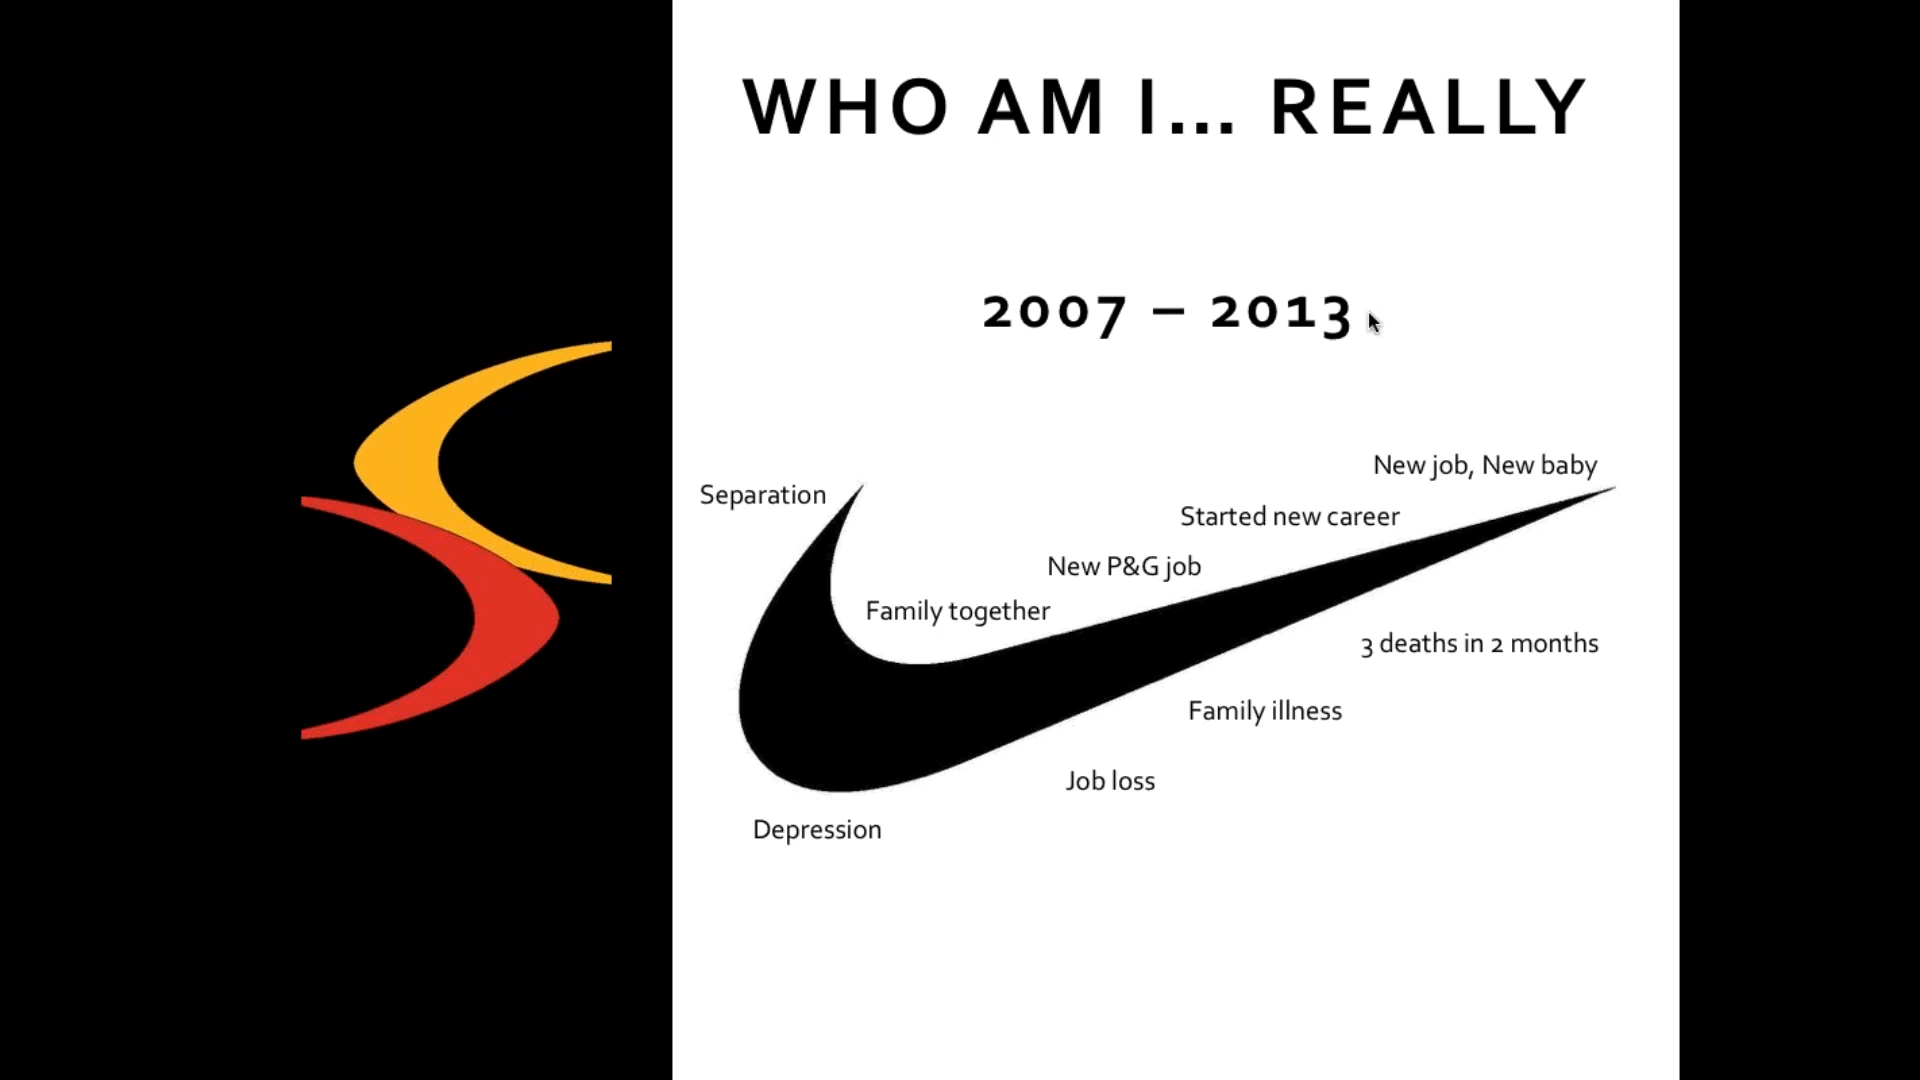 WHO AM I... REALLY
2007 – 2013
New job, New baby
Separation
Started new career
New P&G job
Family together
3 deaths in 2 months
Family illness
Job loss
Depression